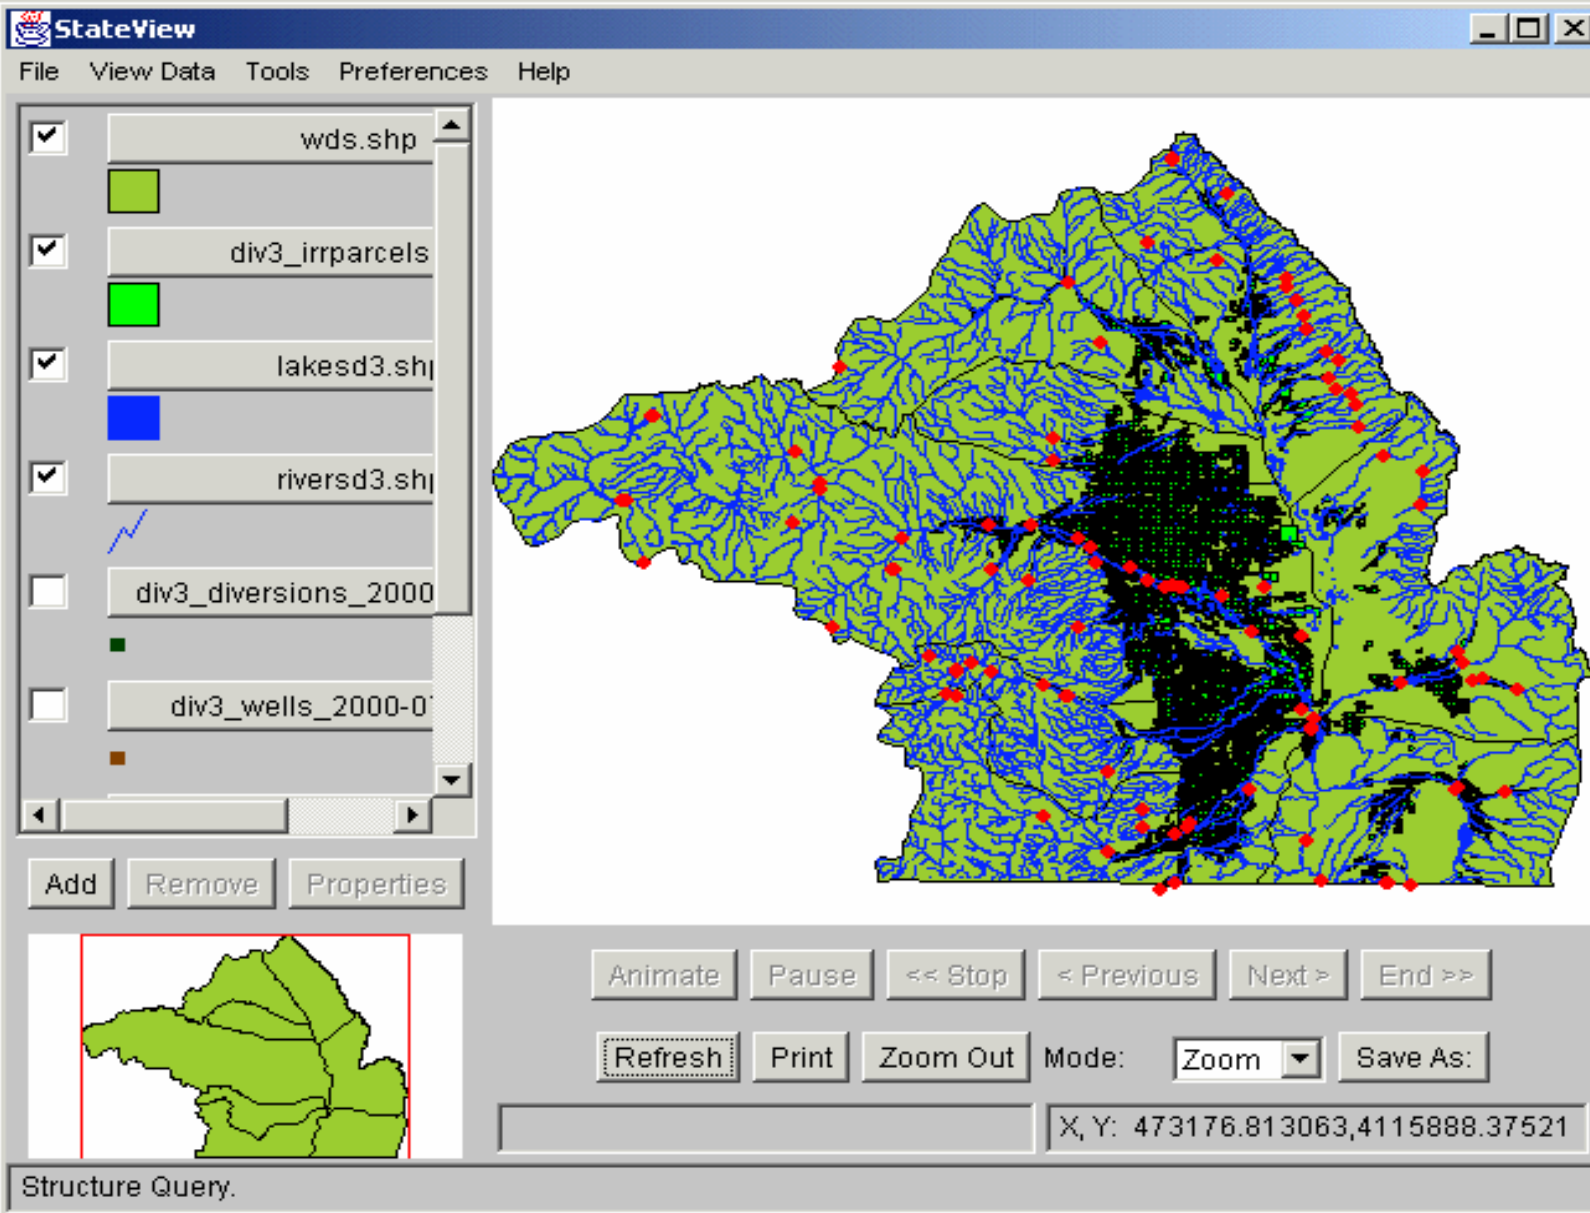 StateView
File View Data Tools Preferences Help
wds.shp
div3_irrparcels
lakesd3.shp
riversd3.shp
div3_diversions_2000
div3_wells_2000-0
Add Remove Properties
Animate Pause << Stop < Previous Next > End >>
Refresh Print Zoom Out Mode: Zoom Save As:
X, Y: 473176.813063,4115888.37521
Structure Query.